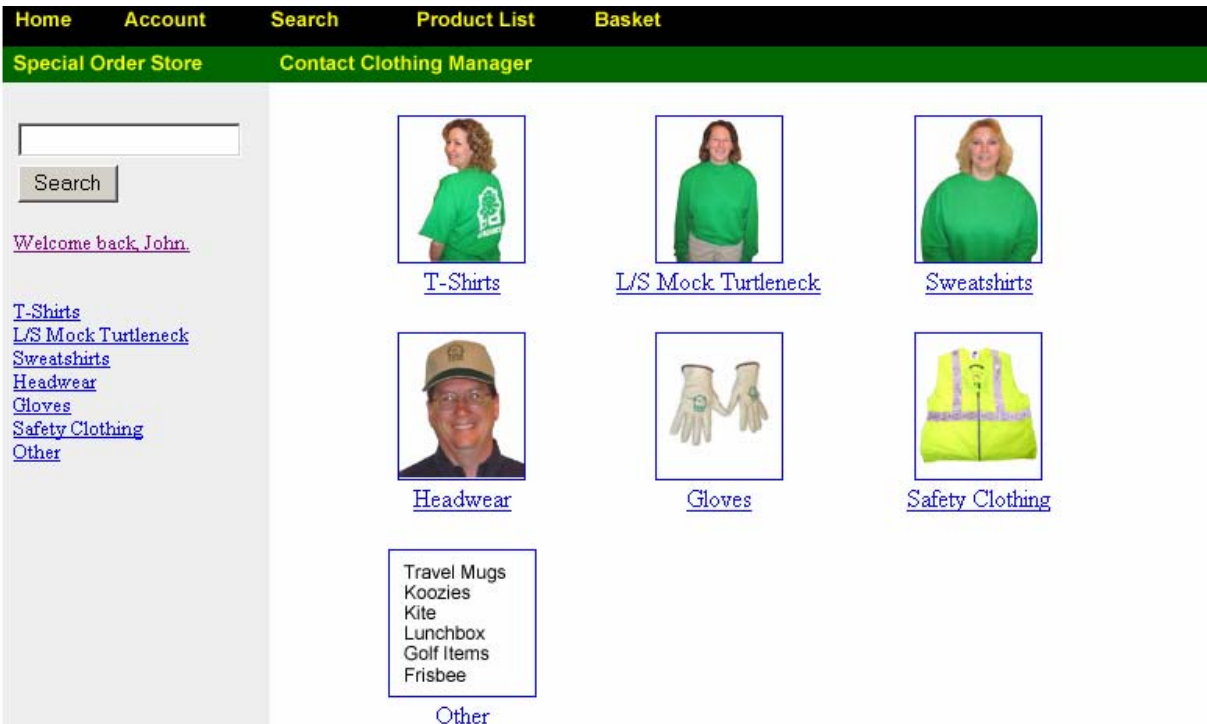 Home Account Search Product List Basket
Special Order Store Contact Clothing Manager
Search
Welcome back, John.
T-Shirts
L/S Mock Turtleneck
Sweatshirts
Headwear
Gloves
Safety Clothing
Other
T-Shirts L/S Mock Turtleneck Sweatshirts
Headwear Gloves Safety Clothing
Travel Mugs
Koozies
Kite
Lunchbox
Golf Items
Frisbee
Other